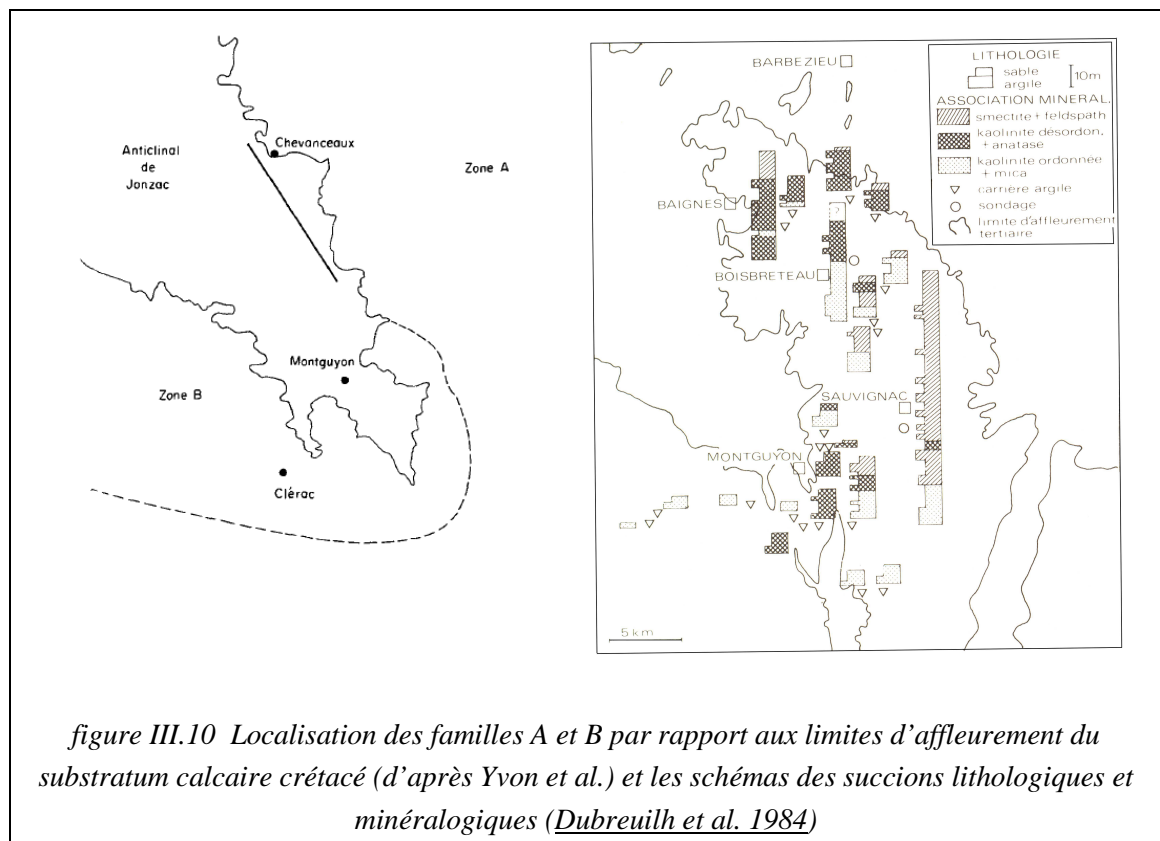 Chevanceaux
Anticlinal
de
Jonzac
Zone A
Montguyon
Zone B
Clérac
BARBEZIEU
BAIGNES
BOISBRETEAU
SAUVIGNAC
MONTGUYON
?
5 km
LITHOLOGIE
sable
argile
10m
ASSOCIATION MINERAL.
smectite + feldspath
kaolinite désordon.
+ anatase
kaolinite ordonnée
+ mica
carrière argile
sondage
limite d'affleurement
tertiaire
figure III.10 Localisation des familles A et B par rapport aux limites d'affleurement du
substratum calcaire crétacé (d'après Yvon et al.) et les schémas des succions lithologiques et
minéralogiques (Dubreuilh et al. 1984)